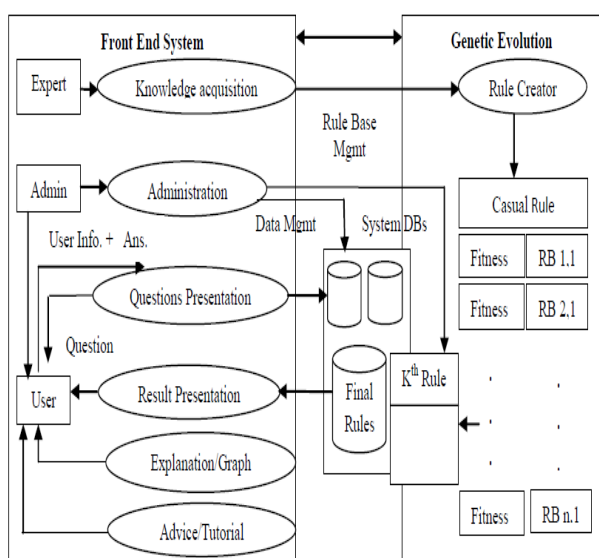 Front End System
Genetic Evolution
Expert
Knowledge acquisition
Rule Creator
Rule Base
Mgmt
Admin
Administration
Casual Rule
User Info. + Ans.
Data Mgmt
System DBs
Fitness
RB 1,1
Questions Presentation
Fitness
RB 2,1
Question
Kth Rule
User
Result Presentation
Final
Rules
Explanation/Graph
Fitness
RB n.1
Advice/Tutorial